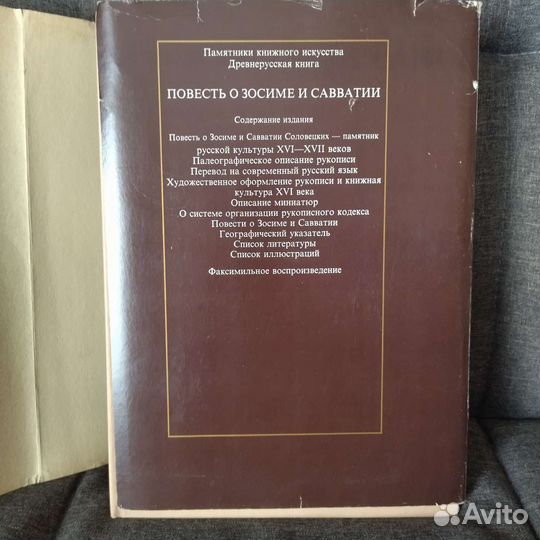 Памятники книжного искусства
Древнерусская книга
ПОВЕСТЬ О ЗОСИМЕ И САВВАТИИ
Содержание издания
Повесть о Зосиме и Савватии Соловецких — памятник
русской культуры XVI—XVII веков
Палеографическое описание рукописи
Перевод на современный русский язык
Художественное оформление рукописи и книжная
культура XVI века
Описание миниатюр
О системе организации рукописного кодекса
Повести о Зосиме и Савватии
Географический указатель
Список литературы
Список иллюстраций
Факсимильное воспроизведение
Avito